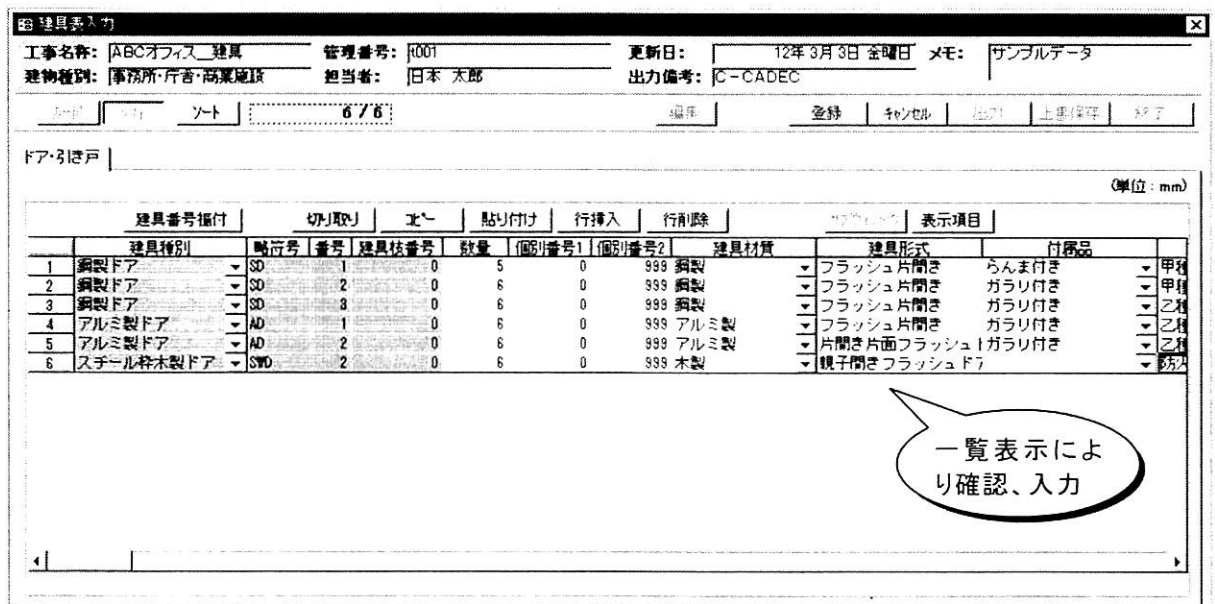 建具表入力
工事名称: ABCオフィス__建具 管理番号: t001 更新日: 12年 3月 3日 金曜日 メモ: サンプルデータ
建物種別: 事務所・庁舎・商業施設 担当者: 日本 太郎 出力備考: C-CADEC
ソート 6 / 6 編集 登録 キャンセル 出力 上書保存 終了
ドア・引き戸
(単位 : mm)
建具番号振付 切り取り コピー 貼り付け 行挿入 行削除 表示項目
建具種別 略符号 番号 建具枝番号 数量 個別番号1 個別番号2 建具材質 建具形式 付属品
1 鋼製ドア SD 1 0 5 0 999 鋼製 フラッシュ片開き らんま付き 甲種
2 鋼製ドア SD 2 0 6 0 999 鋼製 フラッシュ片開き ガラリ付き 甲種
3 鋼製ドア SD 3 0 6 0 999 鋼製 フラッシュ片開き ガラリ付き 乙種
4 アルミ製ドア AD 1 0 6 0 999 アルミ製 フラッシュ片開き ガラリ付き 乙種
5 アルミ製ドア AD 2 0 6 0 999 アルミ製 片開き片面フラッシュト ガラリ付き 乙種
6 スチール枠木製ドア SWD 2 0 6 0 999 木製 親子開きフラッシュドア 防火
一覧表示によ
り確認、入力